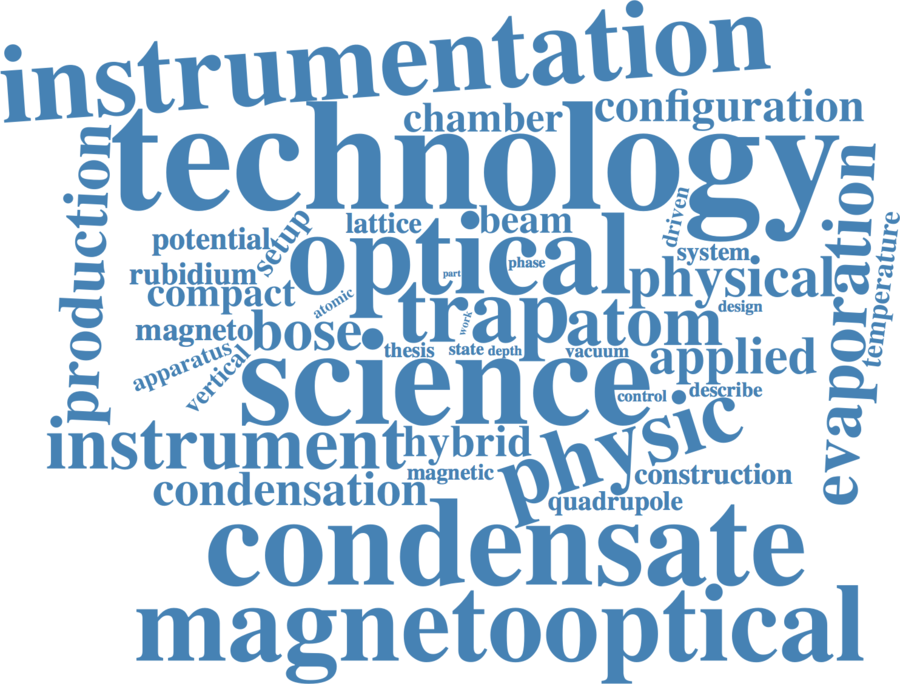 instrumentation
chamber
configuration
technology
production
driven
evaporation
temperature
setup
lattice
beam
potential
optical
system
rubidium
part
phase
physical
compact
atomic
trap
work
atom
design
magneto
bose
apparatus
vertical
thesis
state
depth
vacuum
applied
science
control
describe
instrument
hybrid
physic
magnetic
construction
condensation
quadrupole
condensate
magnetooptical